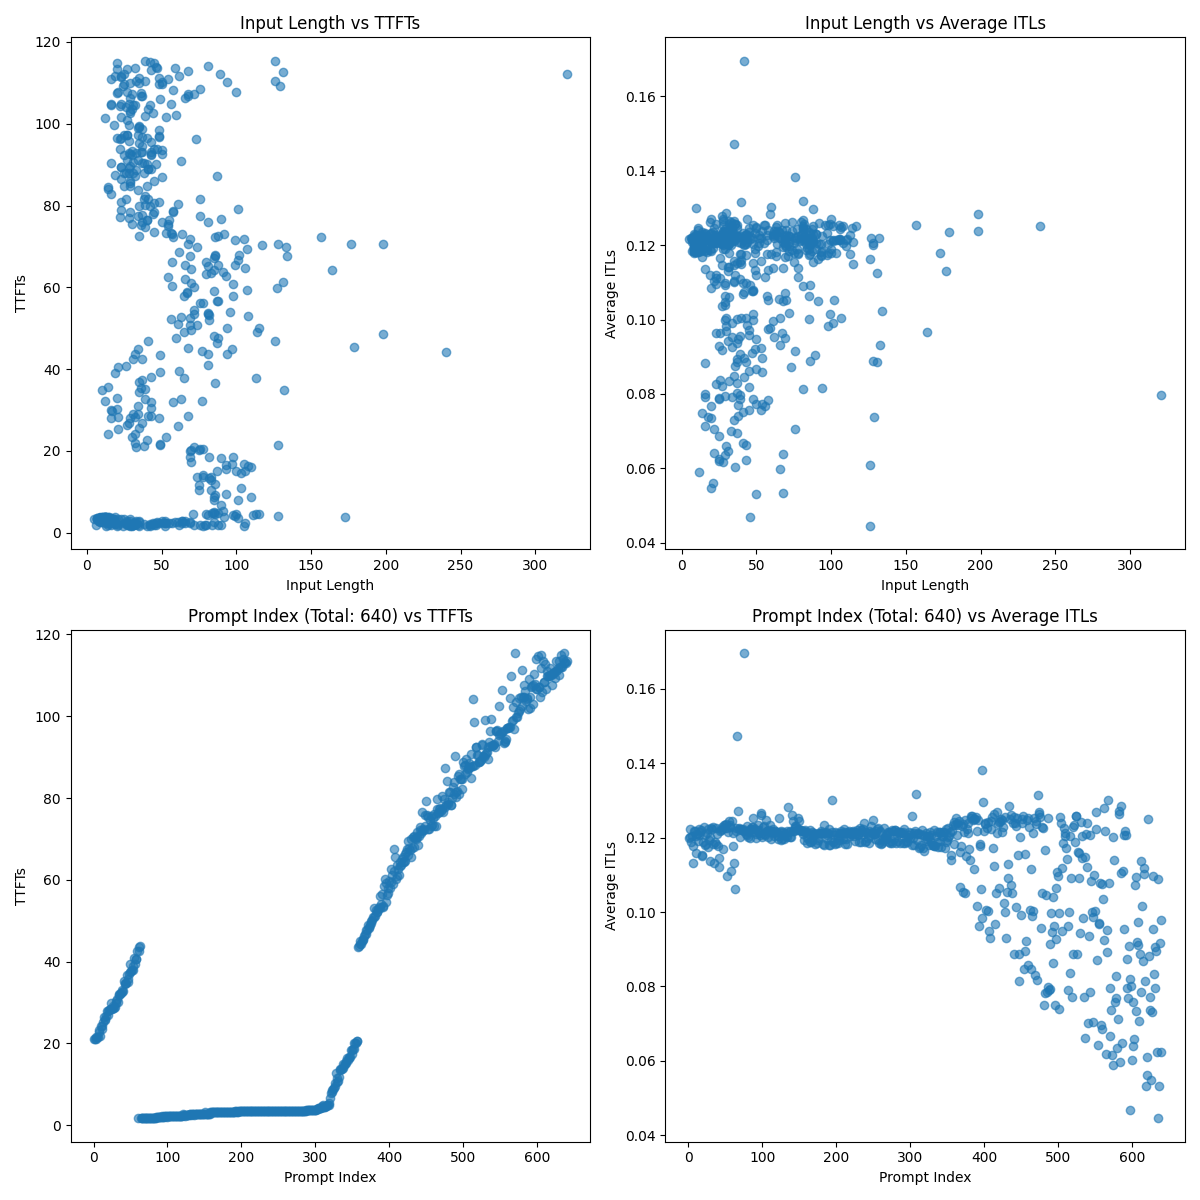 Input Length vs TTFTs
120
100
80
60
40
20
0
TTFTs
0 50 100 150 200 250 300
Input Length
Input Length vs Average ITLs
0.16
0.14
0.12
0.10
0.08
0.06
0.04
Average ITLs
0 50 100 150 200 250 300
Input Length
Prompt Index (Total: 640) vs TTFTs
120
100
80
60
40
20
0
TTFTs
0 100 200 300 400 500 600
Prompt Index
Prompt Index (Total: 640) vs Average ITLs
0.16
0.14
0.12
0.10
0.08
0.06
0.04
Average ITLs
0 100 200 300 400 500 600
Prompt Index